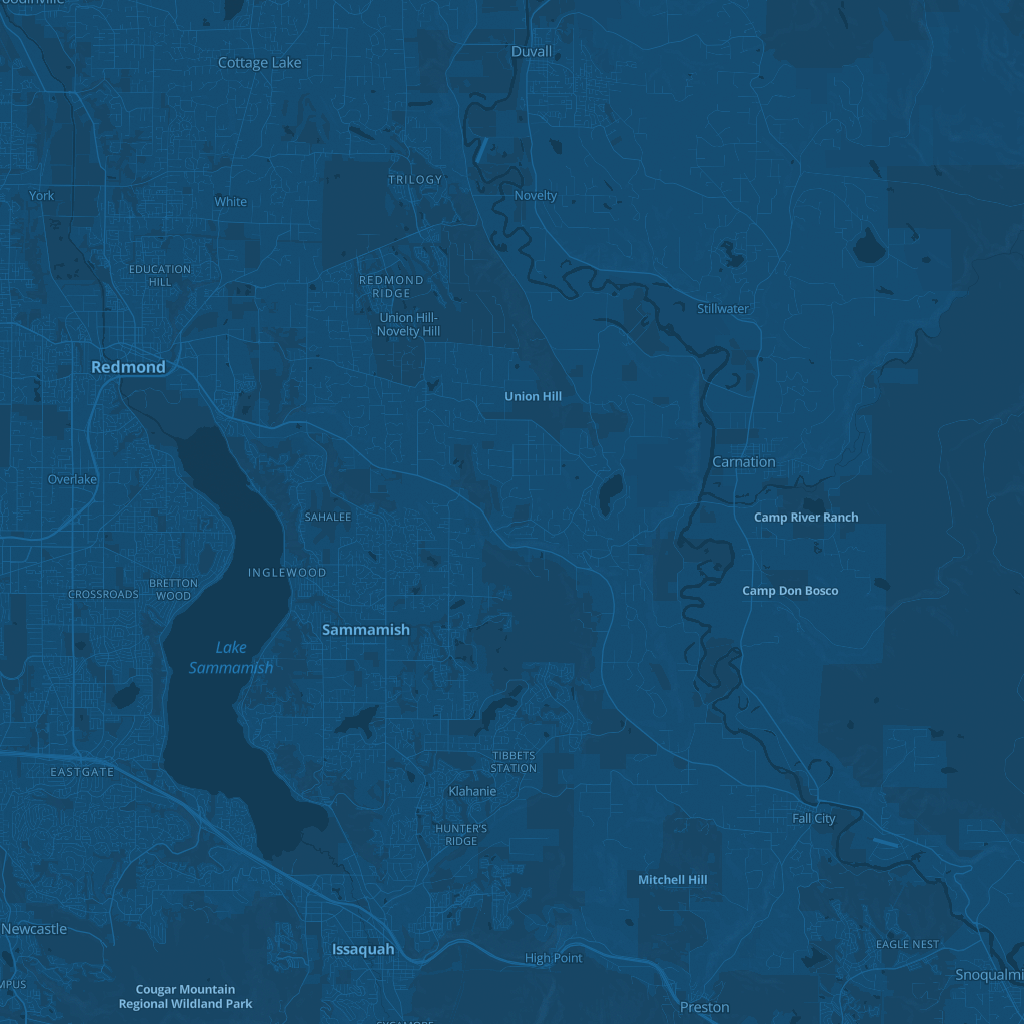 Duvall
Cottage Lake
TRILOGY
York
White
Novelty
EDUCATION
HILL
REDMOND
RIDGE
Union Hill-
Novelty Hill
Stillwater
Redmond
Union Hill
Carnation
Overlake
SAHALEE
Camp River Ranch
INGLEWOOD
BRETTON
WOOD
CROSSROADS
Camp Don Bosco
Sammamish
Lake
Sammamish
TIBBETS
STATION
EASTGATE
Klahanie
Fall City
HUNTER'S
RIDGE
Mitchell Hill
Newcastle
EAGLE NEST
Issaquah
High Point
Snoqualmi
MPUS
Cougar Mountain
Regional Wildland Park
Preston